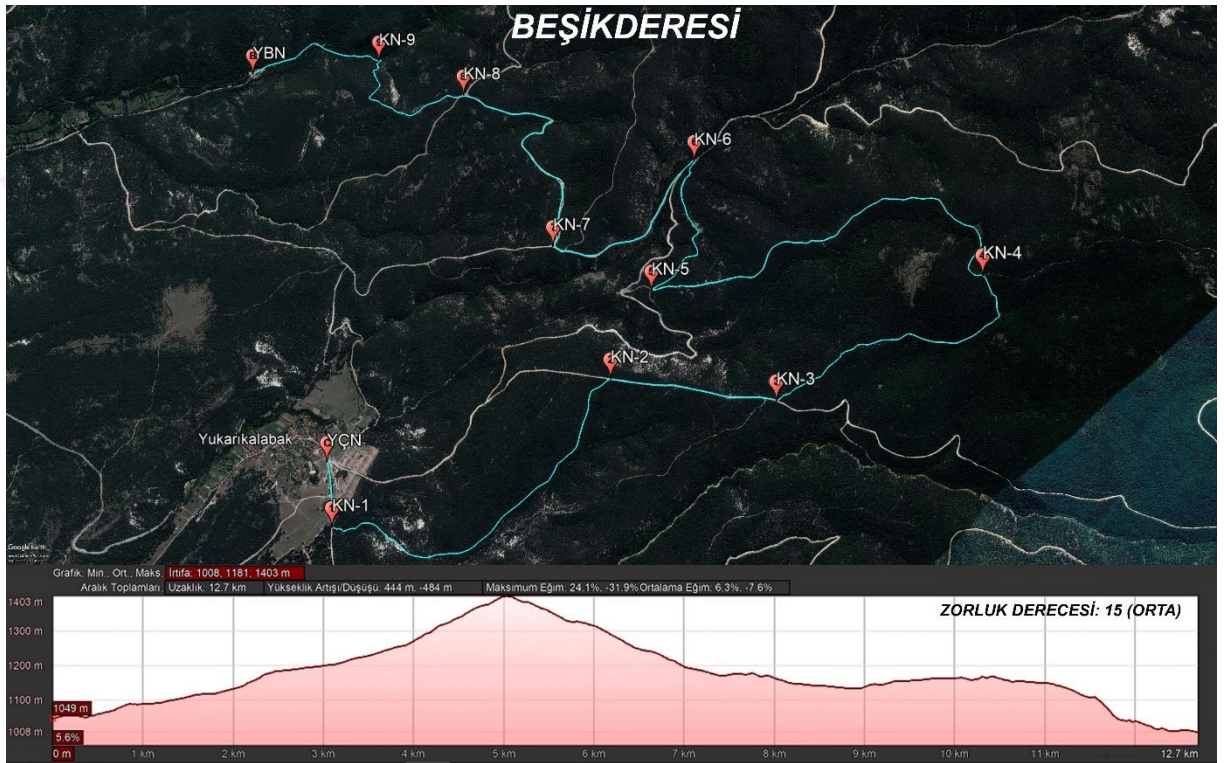 BEŞİKDERESİ
YBN
KN-9
KN-8
KN-6
KN-7
KN-4
KN-5
KN-2
KN-3
Yukarıkalabak
YÇN
KN-1
Google Earth
Grafik: Min., Ort., Maks. İrtifa: 1008, 1181, 1403 m
Aralık Toplamları: Uzaklık: 12.7 km Yükseklik Artışı/Düşüşü: 444 m, -484 m Maksimum Eğim: 24.1%, -31.9% Ortalama Eğim: 6.3%, -7.6%
1403 m
ZORLUK DERECESİ: 15 (ORTA)
1300 m
1200 m
1100 m
1049 m
1008 m
5.6%
0 m 1 km 2 km 3 km 4 km 5 km 6 km 7 km 8 km 9 km 10 km 11 km 12.7 km